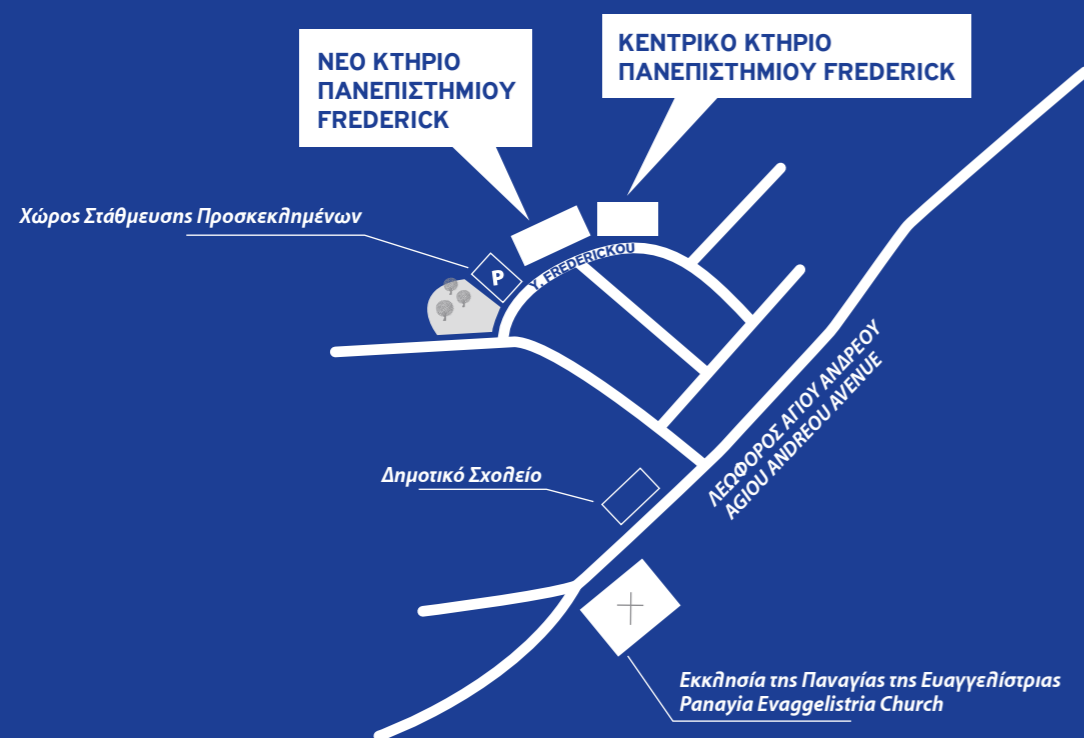 ΝΕΟ ΚΤΗΡΙΟ
ΠΑΝΕΠΙΣΤΗΜΙΟΥ
FREDERICK
ΚΕΝΤΡΙΚΟ ΚΤΗΡΙΟ
ΠΑΝΕΠΙΣΤΗΜΙΟΥ FREDERICK
Χώρος Στάθμευσης Προσκεκλημένων
P
Y. FREDERICKOU
ΛΕΩΦΟΡΟΣ ΑΓΙΟΥ ΑΝΔΡΕΟΥ
AGIOU ANDREOU AVENUE
Δημοτικό Σχολείο
Εκκλησία της Παναγίας της Ευαγγελίστριας
Panayia Evaggelistria Church